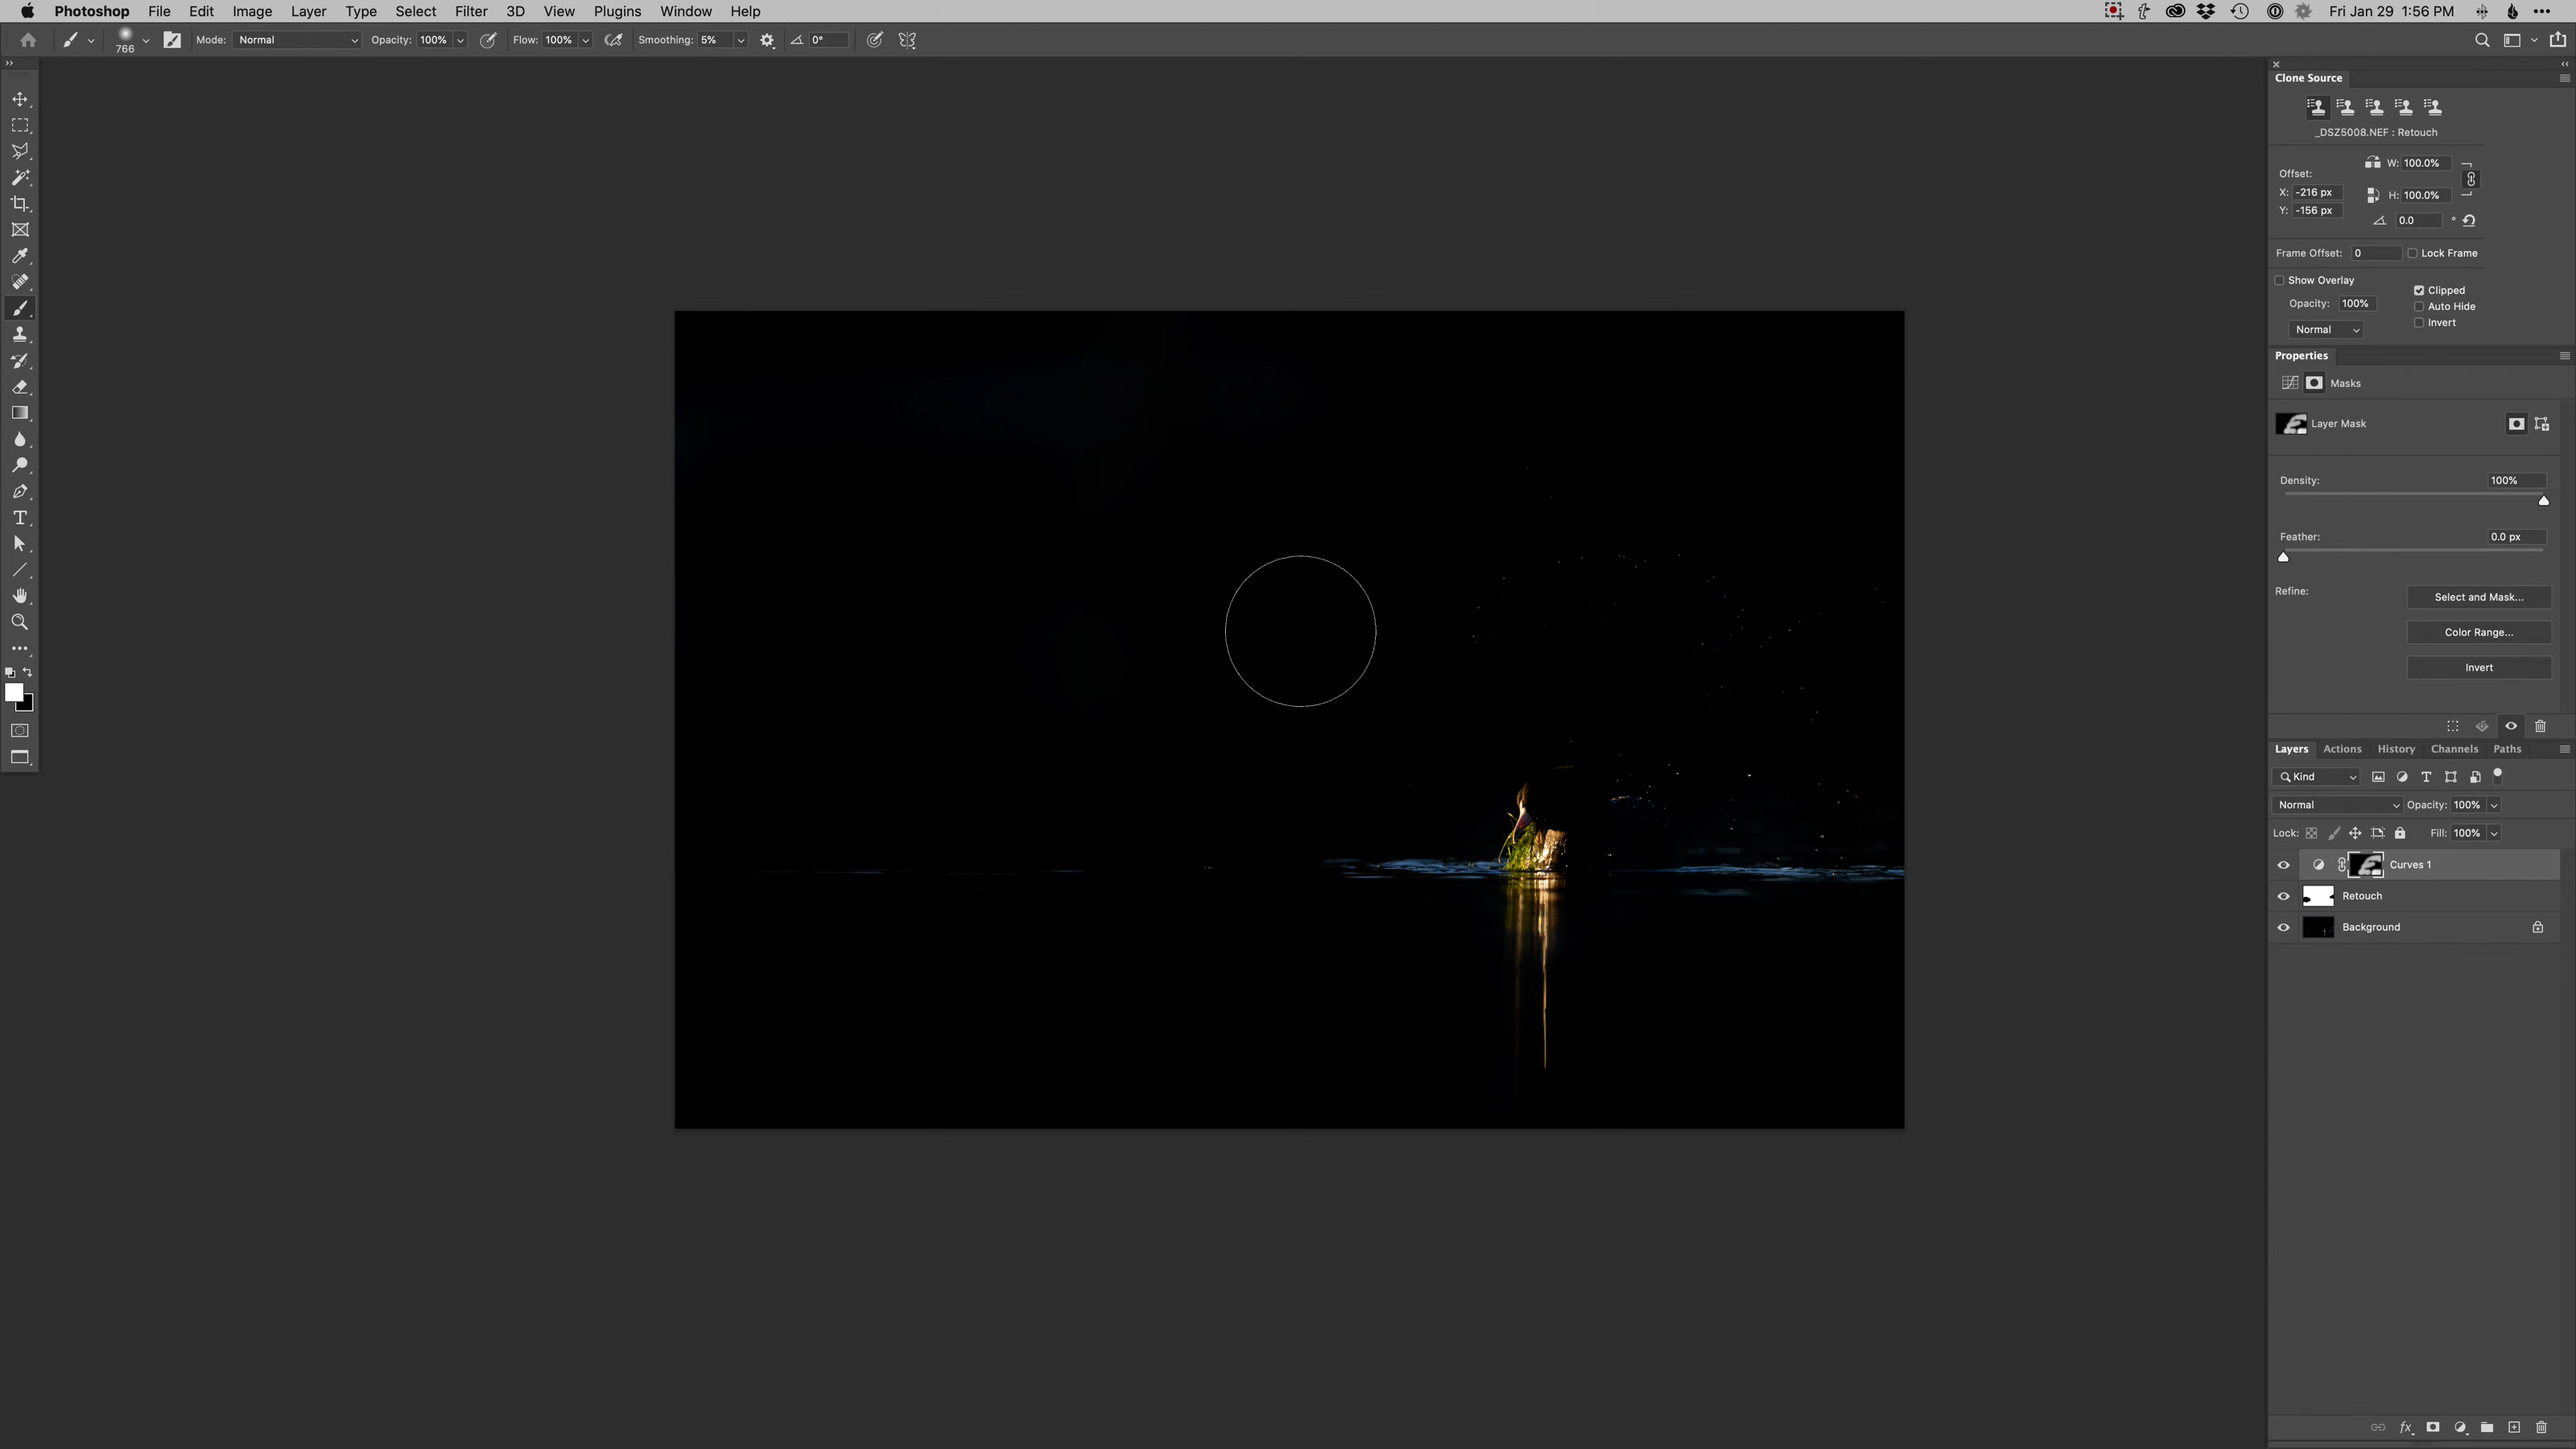 Photoshop File Edit Image Layer Type Select Filter 3D View Plugins Window Help Fri Jan 29 1:56 PM
766 Mode: Normal Opacity: 100% Flow: 100% Smoothing: 5% 0°
Clone Source
_DSZ5008.NEF : Retouch
W: 100.0%
Offset:
X: -216 px H: 100.0%
Y: -156 px
0.0 °
Frame Offset: 0 Lock Frame
Show Overlay
Clipped
Opacity: 100% Auto Hide
Invert
Normal
Properties
Masks
Layer Mask
Density: 100%
Feather: 0.0 px
Refine:
Select and Mask...
Color Range...
Invert
Layers Actions History Channels Paths
Kind
Normal Opacity: 100%
Lock: Fill: 100%
Curves 1
Retouch
Background
fx